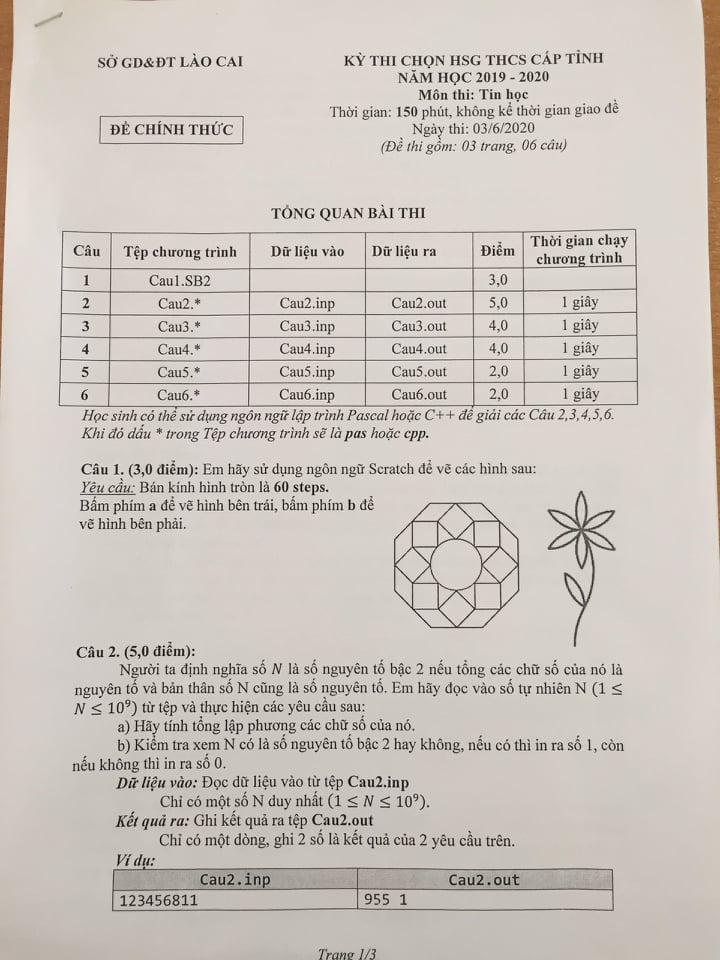 SỞ GD&ĐT LÀO CAI
KỲ THI CHỌN HSG THCS CẤP TỈNH
NĂM HỌC 2019 - 2020
Môn thi: Tin học
Thời gian: 150 phút, không kể thời gian giao đề
ĐỀ CHÍNH THỨC
Ngày thi: 03/6/2020
(Đề thi gồm: 03 trang, 06 câu)
TỔNG QUAN BÀI THI
Câu Tệp chương trình Dữ liệu vào Dữ liệu ra Điểm Thời gian chạy chương trình
1 Cau1.SB2 3,0
2 Cau2.* Cau2.inp Cau2.out 5,0 1 giây
3 Cau3.* Cau3.inp Cau3.out 4,0 1 giây
4 Cau4.* Cau4.inp Cau4.out 4,0 1 giây
5 Cau5.* Cau5.inp Cau5.out 2,0 1 giây
6 Cau6.* Cau6.inp Cau6.out 2,0 1 giây
Học sinh có thể sử dụng ngôn ngữ lập trình Pascal hoặc C++ để giải các Câu 2,3,4,5,6.
Khi đó dấu * trong Tệp chương trình sẽ là pas hoặc cpp.
Câu 1. (3,0 điểm): Em hãy sử dụng ngôn ngữ Scratch để vẽ các hình sau:
Yêu cầu: Bán kính hình tròn là 60 steps.
Bấm phím a để vẽ hình bên trái, bấm phím b để
vẽ hình bên phải.
Câu 2. (5,0 điểm):
Người ta định nghĩa số N là số nguyên tố bậc 2 nếu tổng các chữ số của nó là
nguyên tố và bản thân số N cũng là số nguyên tố. Em hãy đọc vào số tự nhiên N (1 ≤
N ≤ 10⁹) từ tệp và thực hiện các yêu cầu sau:
a) Hãy tính tổng lập phương các chữ số của nó.
b) Kiểm tra xem N có là số nguyên tố bậc 2 hay không, nếu có thì in ra số 1, còn
nếu không thì in ra số 0.
Dữ liệu vào: Đọc dữ liệu vào từ tệp Cau2.inp
Chỉ có một số N duy nhất (1 ≤ N ≤ 10⁹).
Kết quả ra: Ghi kết quả ra tệp Cau2.out
Chỉ có một dòng, ghi 2 số là kết quả của 2 yêu cầu trên.
Ví dụ:
Cau2.inp Cau2.out
123456811 955 1
Trang 1/3